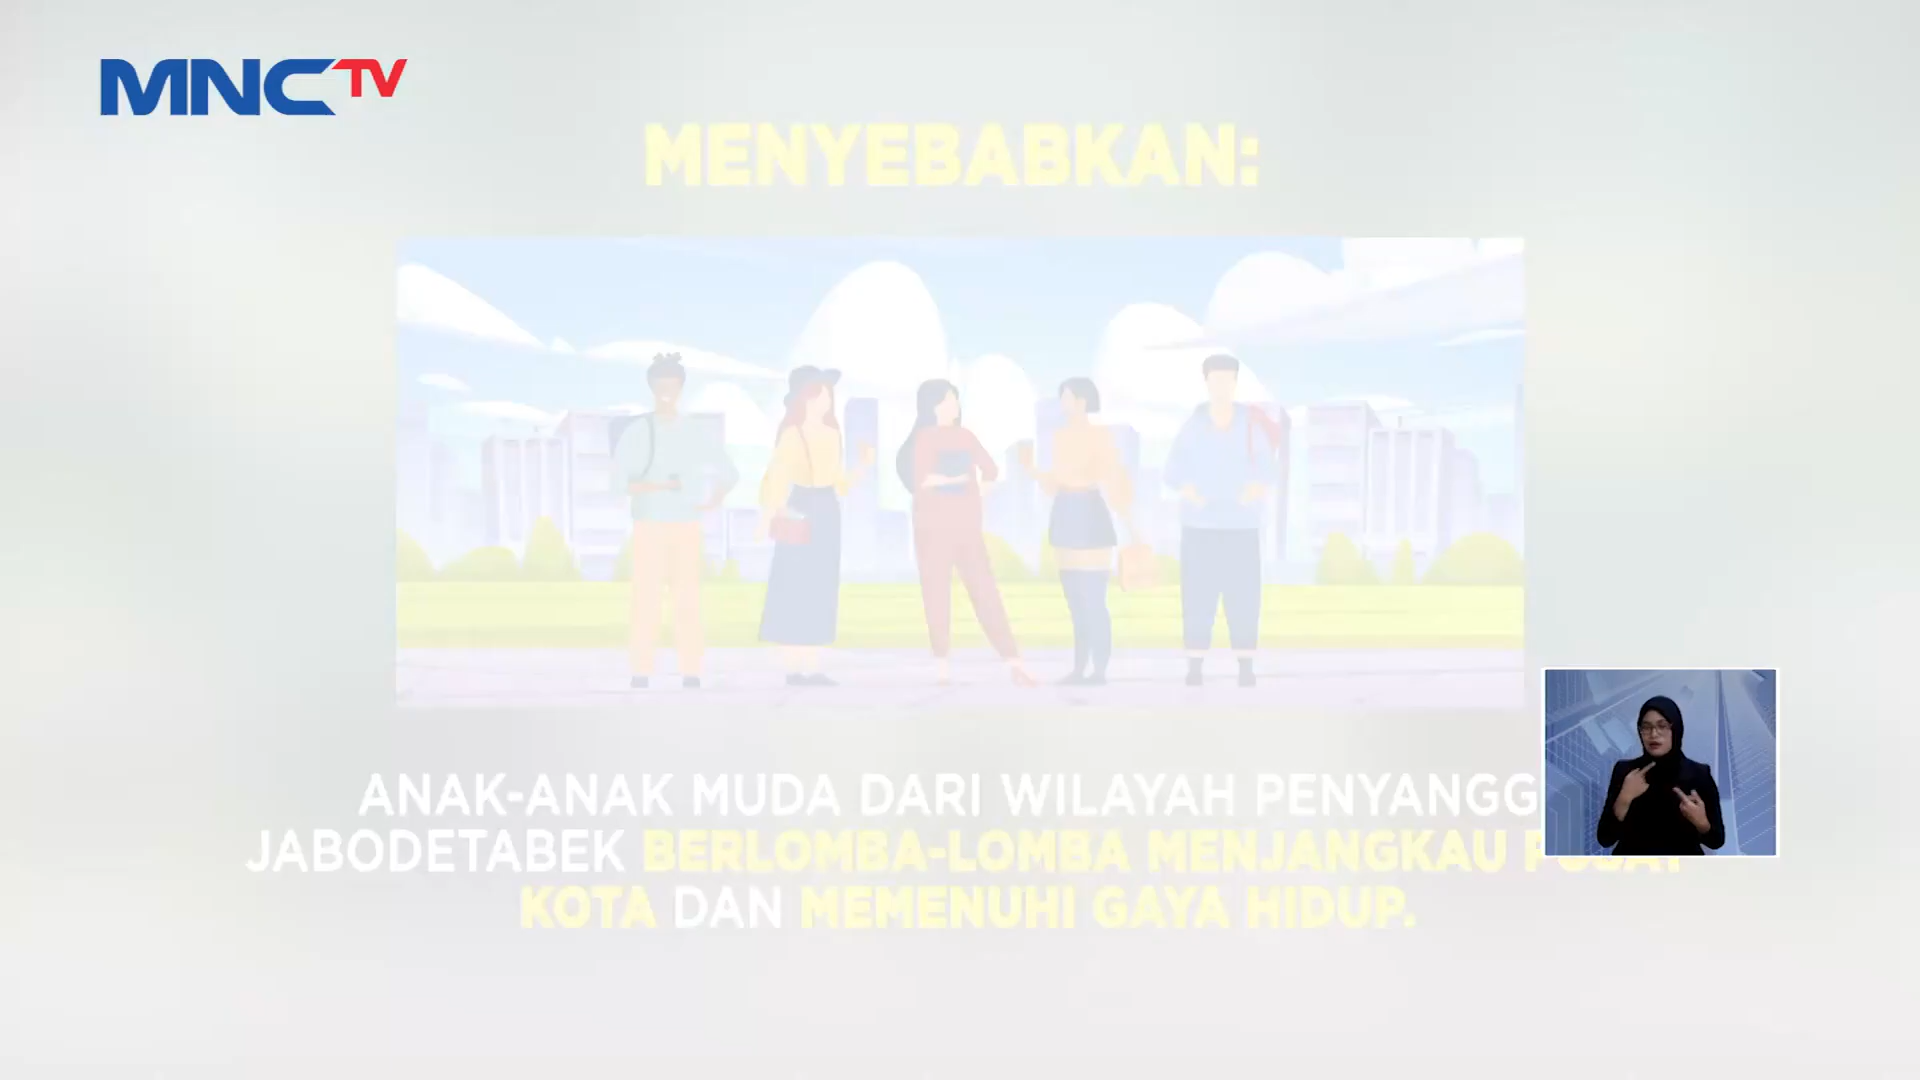 MNCTV
MENYEBABKAN:
ANAK-ANAK MUDA DARI WILAYAH
JABODETABEK BERLOMBA-LOMBA MENJANGKAU
KOTA DAN MEMENUHI GAYA HIDUP.